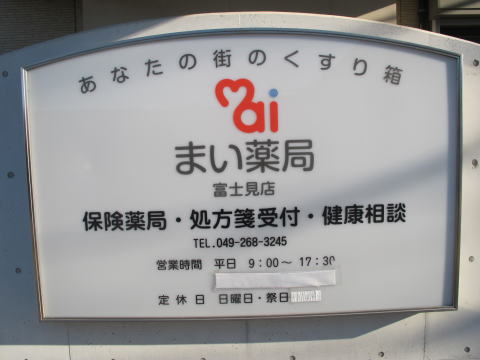 あなたの街のくすり箱
mai
まい薬局
富士見店
保険薬局・処方箋受付・健康相談
TEL.049-268-3245
営業時間 平日 9:00～17:30
定休日 日曜日・祭日